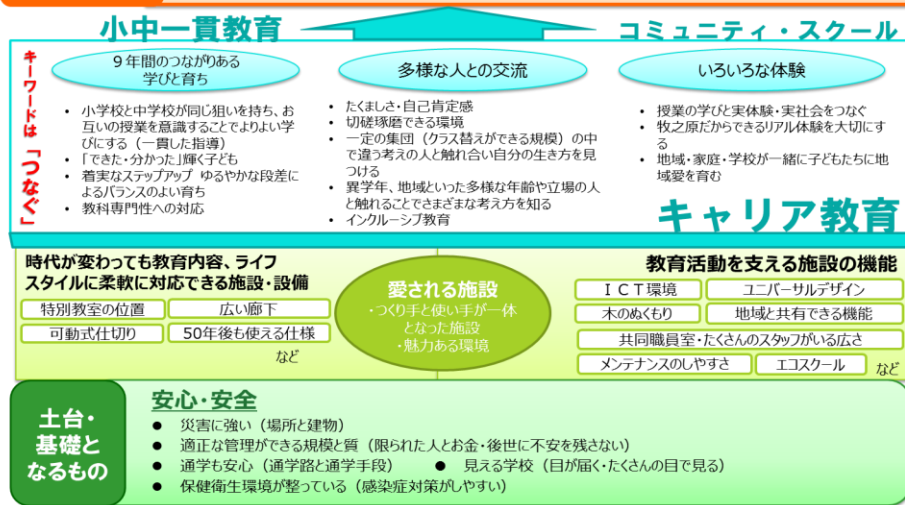 小中一貫教育
コミュニティ・スクール
キーワードは「つなぐ」
9年間のつながりある
学びと育ち
・ 小学校と中学校が同じ狙いを持ち、お
互いの授業を意識することでよりよい学
びにする（一貫した指導）
・ 「できた・分かった」輝く子ども
・ 着実なステップアップ ゆるやかな段差に
よるバランスのよい育ち
・ 教科専門性への対応
多様な人との交流
・ たくましさ・自己肯定感
・ 切磋琢磨できる環境
・ 一定の集団（クラス替えができる規模）の中
で違う考えの人と触れ合い自分の生き方を見
つける
・ 異学年、地域といった多様な年齢や立場の人
と触れることでさまざまな考え方を知る
・ インクルーシブ教育
いろいろな体験
・ 授業の学びと実体験・実社会をつなぐ
・ 牧之原だからできるリアル体験を大切にす
る
・ 地域・家庭・学校が一緒に子どもたちに地
域愛を育む
キャリア教育
時代が変わっても教育内容、ライフ
スタイルに柔軟に対応できる施設・設備
特別教室の位置
広い廊下
可動式仕切り
50年後も使える仕様
など
愛される施設
・つくり手と使い手が一体
となった施設
・魅力ある環境
教育活動を支える施設の機能
ＩＣＴ環境
ユニバーサルデザイン
木のぬくもり
地域と共有できる機能
共同職員室・たくさんのスタッフがいる広さ
メンテナンスのしやすさ
エコスクール
など
土台・
基礎と
なるもの
安心・安全
● 災害に強い（場所と建物）
● 適正な管理ができる規模と質（限られた人とお金・後世に不安を残さない）
● 通学も安心（通学路と通学手段） ● 見える学校（目が届く・たくさんの目で見る）
● 保健衛生環境が整っている（感染症対策がしやすい）